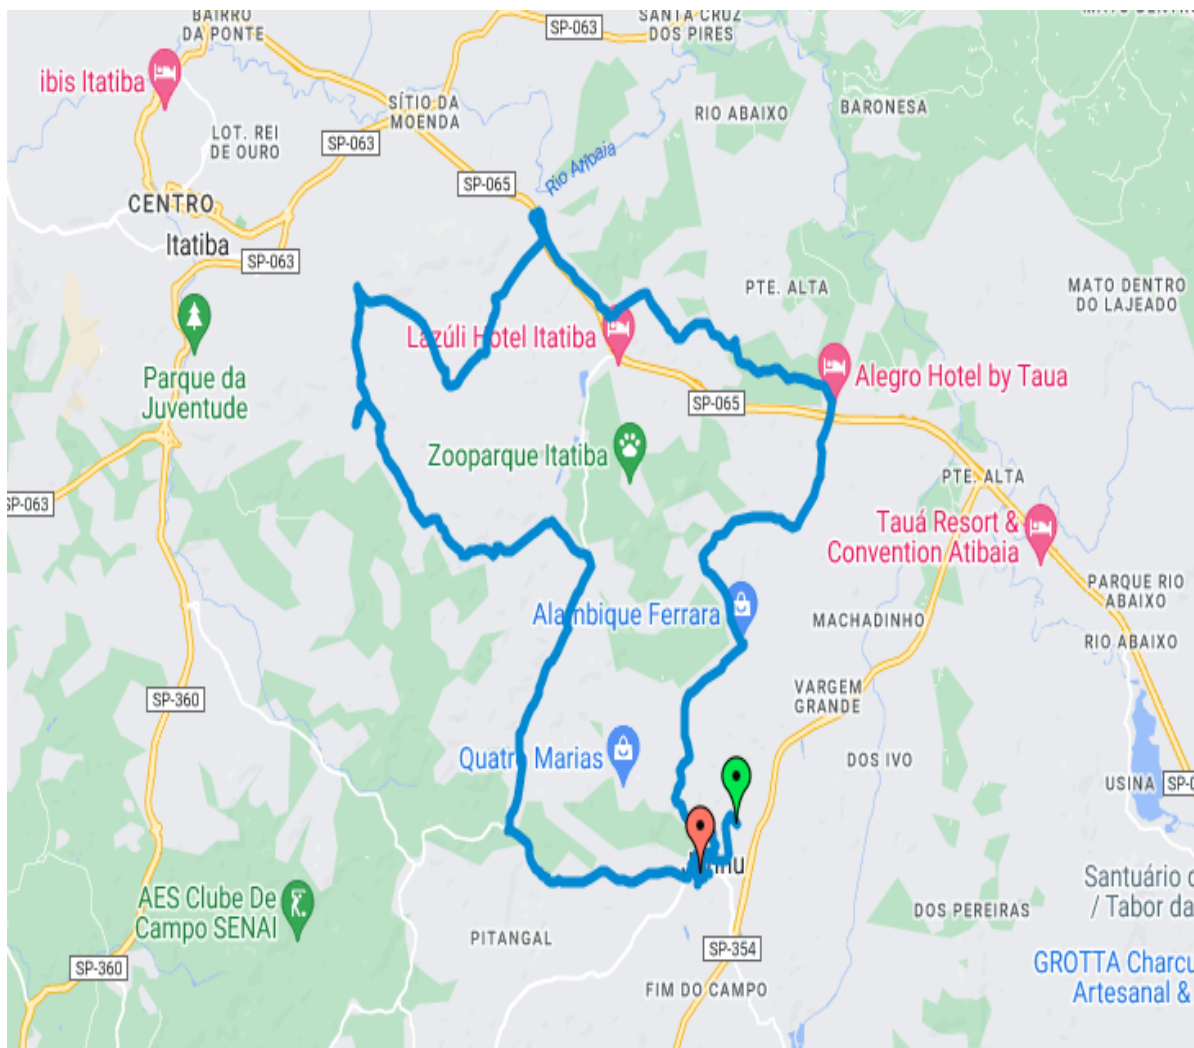 BAIRRO
DA PONTE
SP-063
SANTA CRUZ
DOS PIRES
ibis Itatiba
SÍTIO DA
MOENDA
RIO ABAIXO
BARONESA
LOT. REI
DE OURO
SP-063
SP-065
Rio Atibaia
CENTRO
Itatiba
SP-063
PTE. ALTA
MATO DENTRO
DO LAJEADO
Lazúli Hotel Itatiba
Parque da
Juventude
Alegro Hotel by Taua
SP-065
Zooparque Itatiba
PTE. ALTA
SP-063
Tauá Resort &
Convention Atibaia
PARQUE RIO
ABAIXO
Alambique Ferrara
MACHADINHO
RIO ABAIXO
SP-360
VARGEM
GRANDE
Quatro Marias
DOS IVO
USINA
AES Clube De
Campo SENAI
Santuário
/ Tabor da
DOS PEREIRAS
PITANGAL
SP-354
SP-360
FIM DO CAMPO
GROTTA Charcu
Artesanal &